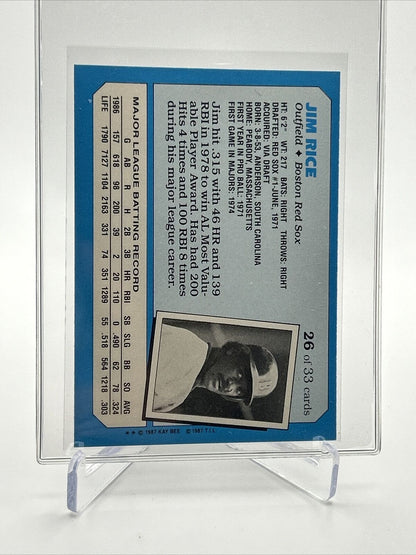 JIM RICE
Outfield ♦ Boston Red Sox
26 of 33 cards
HT: 6'2" WT: 217 BATS: RIGHT THROWS: RIGHT
DRAFTED: RED SOX #1-JUNE, 1971
ACQUIRED: VIA DRAFT
BORN: 3-8-53, ANDERSON, SOUTH CAROLINA
HOME: PEABODY, MASSACHUSETTS
FIRST YEAR IN PRO BALL: 1971
FIRST GAME IN MAJORS: 1974
Jim hit .315 with 46 HR and 139
RBI in 1978 to win AL Most Valu-
able Player Award. Has had 200
Hits 4 times and 100 RBI 8 times
during his major league career.
MAJOR LEAGUE BATTING RECORD
G AB R H 2B 3B HR RBI SB SLG BB SO AVG
1986 157 618 98 200 39 2 20 110 0 .490 62 78 .324
LIFE 1790 7127 1104 2163 331 74 351 1289 55 .518 564 1218 .303
★★ © 1987 KAY BEE © 1987 T.I.